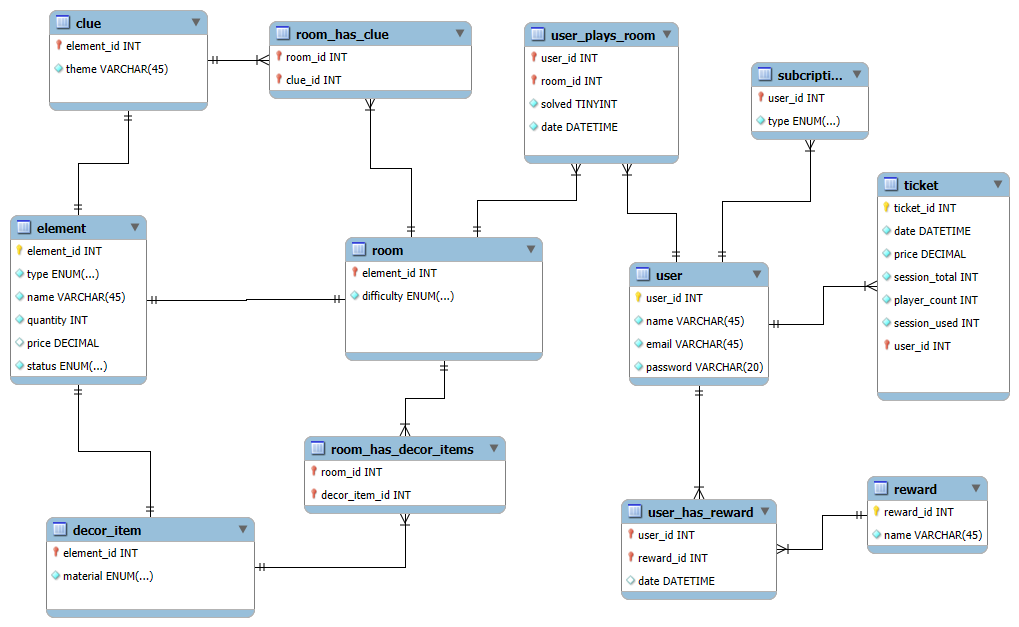 clue
element_id INT
theme VARCHAR(45)
room_has_clue
room_id INT
clue_id INT
user_plays_room
user_id INT
room_id INT
solved TINYINT
date DATETIME
subcripti...
user_id INT
type ENUM(...)
ticket
ticket_id INT
date DATETIME
price DECIMAL
session_total INT
player_count INT
session_used INT
user_id INT
element
element_id INT
type ENUM(...)
name VARCHAR(45)
quantity INT
price DECIMAL
status ENUM(...)
room
element_id INT
difficulty ENUM(...)
user
user_id INT
name VARCHAR(45)
email VARCHAR(45)
password VARCHAR(20)
room_has_decor_items
room_id INT
decor_item_id INT
decor_item
element_id INT
material ENUM(...)
user_has_reward
user_id INT
reward_id INT
date DATETIME
reward
reward_id INT
name VARCHAR(45)